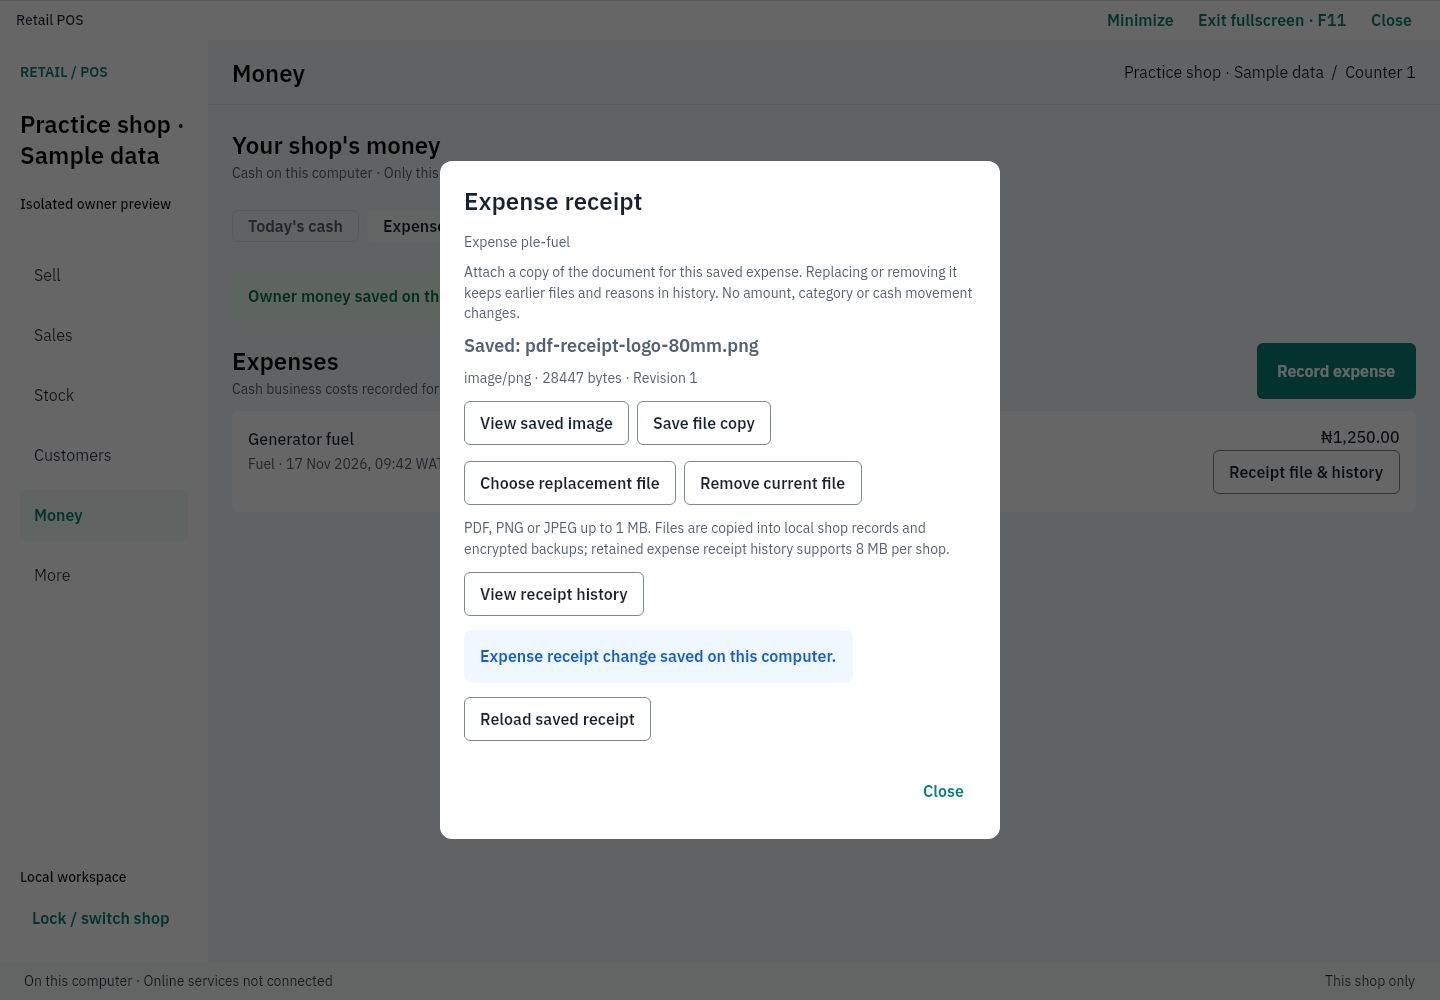 Retail POS
Minimize
Exit fullscreen · F11
Close
RETAIL / POS
Practice shop ·
Sample data
Isolated owner preview
Sell
Sales
Stock
Customers
Money
More
Local workspace
Lock / switch shop
Money
Practice shop · Sample data / Counter 1
Your shop's money
Cash on this computer · Only this
Today's cash
Expense
Owner money saved on th
Expenses
Cash business costs recorded for
Record expense
Generator fuel
Fuel · 17 Nov 2026, 09:42 WAT
₦1,250.00
Receipt file & history
Expense receipt
Expense ple-fuel
Attach a copy of the document for this saved expense. Replacing or removing it
keeps earlier files and reasons in history. No amount, category or cash movement
changes.
Saved: pdf-receipt-logo-80mm.png
image/png · 28447 bytes · Revision 1
View saved image
Save file copy
Choose replacement file
Remove current file
PDF, PNG or JPEG up to 1 MB. Files are copied into local shop records and
encrypted backups; retained expense receipt history supports 8 MB per shop.
View receipt history
Expense receipt change saved on this computer.
Reload saved receipt
Close
On this computer · Online services not connected
This shop only